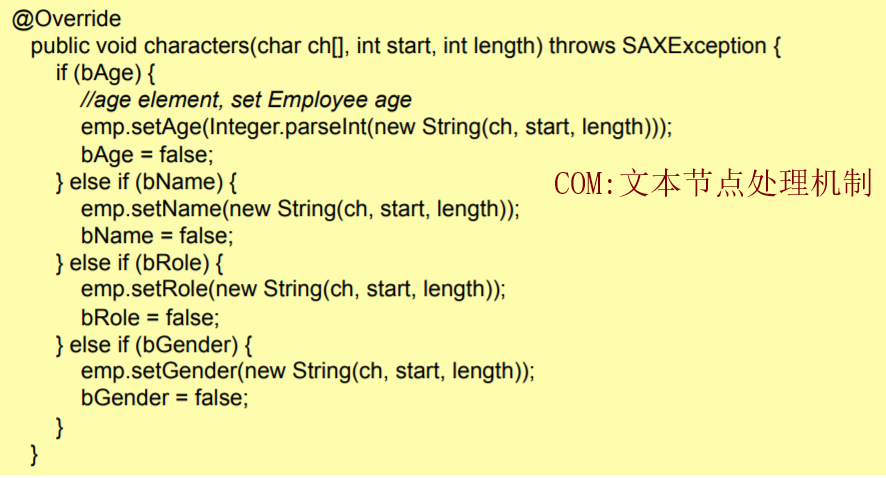 @Override
public void characters(char ch[], int start, int length) throws SAXException {
if (bAge) {
//age element, set Employee age
emp.setAge(Integer.parseInt(new String(ch, start, length)));
bAge = false;
} else if (bName) {
COM:文本节点处理机制
emp.setName(new String(ch, start, length));
bName = false;
} else if (bRole) {
emp.setRole(new String(ch, start, length));
bRole = false;
} else if (bGender) {
emp.setGender(new String(ch, start, length));
bGender = false;
}
}